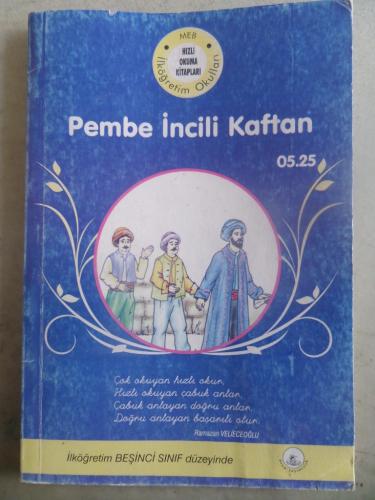 MEB
HIZLI
OKUMA
KİTAPLARI
İlköğretim Okulları
Pembe İncili Kaftan
05.25
Çok okuyan hızlı okur,
Hızlı okuyan çabuk anlar,
Çabuk anlayan doğru anlar,
Doğru anlayan başarılı olur.
Ramazan VELİECEOĞLU
İlköğretim BEŞİNCİ SINIF düzeyinde